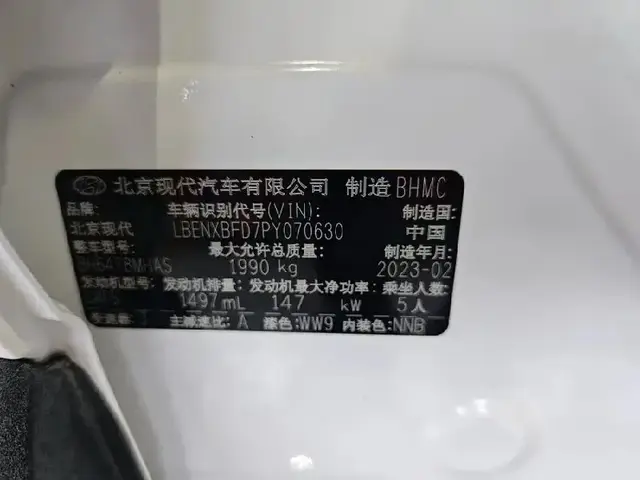 北京现代汽车有限公司 制造 BHMC
品牌: 车辆识别代号(VIN): 制造国:
北京现代 LBENXBFD7PY070630 中国
最大允许总质量: 制造年月:
1990 kg 2023-02
发动机型号: 发动机排量: 发动机最大净功率: 乘坐人数:
1497 mL 147 kW 5人
主减速比: A 漆色: WW9 内装色: NNB